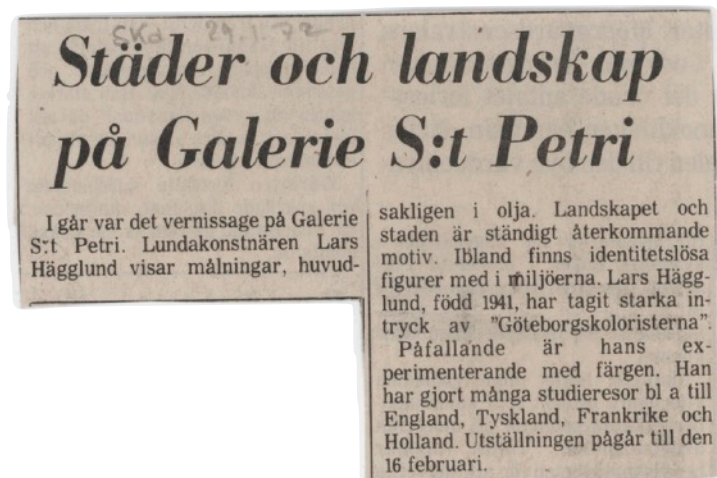 SKd 29.1.72
Städer och landskap
på Galerie S:t Petri
I går var det vernissage på Galerie
S:t Petri. Lundakonstnären Lars
Hägglund visar målningar, huvud-
sakligen i olja. Landskapet och
staden är ständigt återkommande
motiv. Ibland finns identitetslösa
figurer med i miljöerna. Lars Hägg-
lund, född 1941, har tagit starka in-
tryck av "Göteborgskoloristerna".
Påfallande är hans ex-
perimenterande med färgen. Han
har gjort många studieresor bl a till
England, Tyskland, Frankrike och
Holland. Utställningen pågår till den
16 februari.